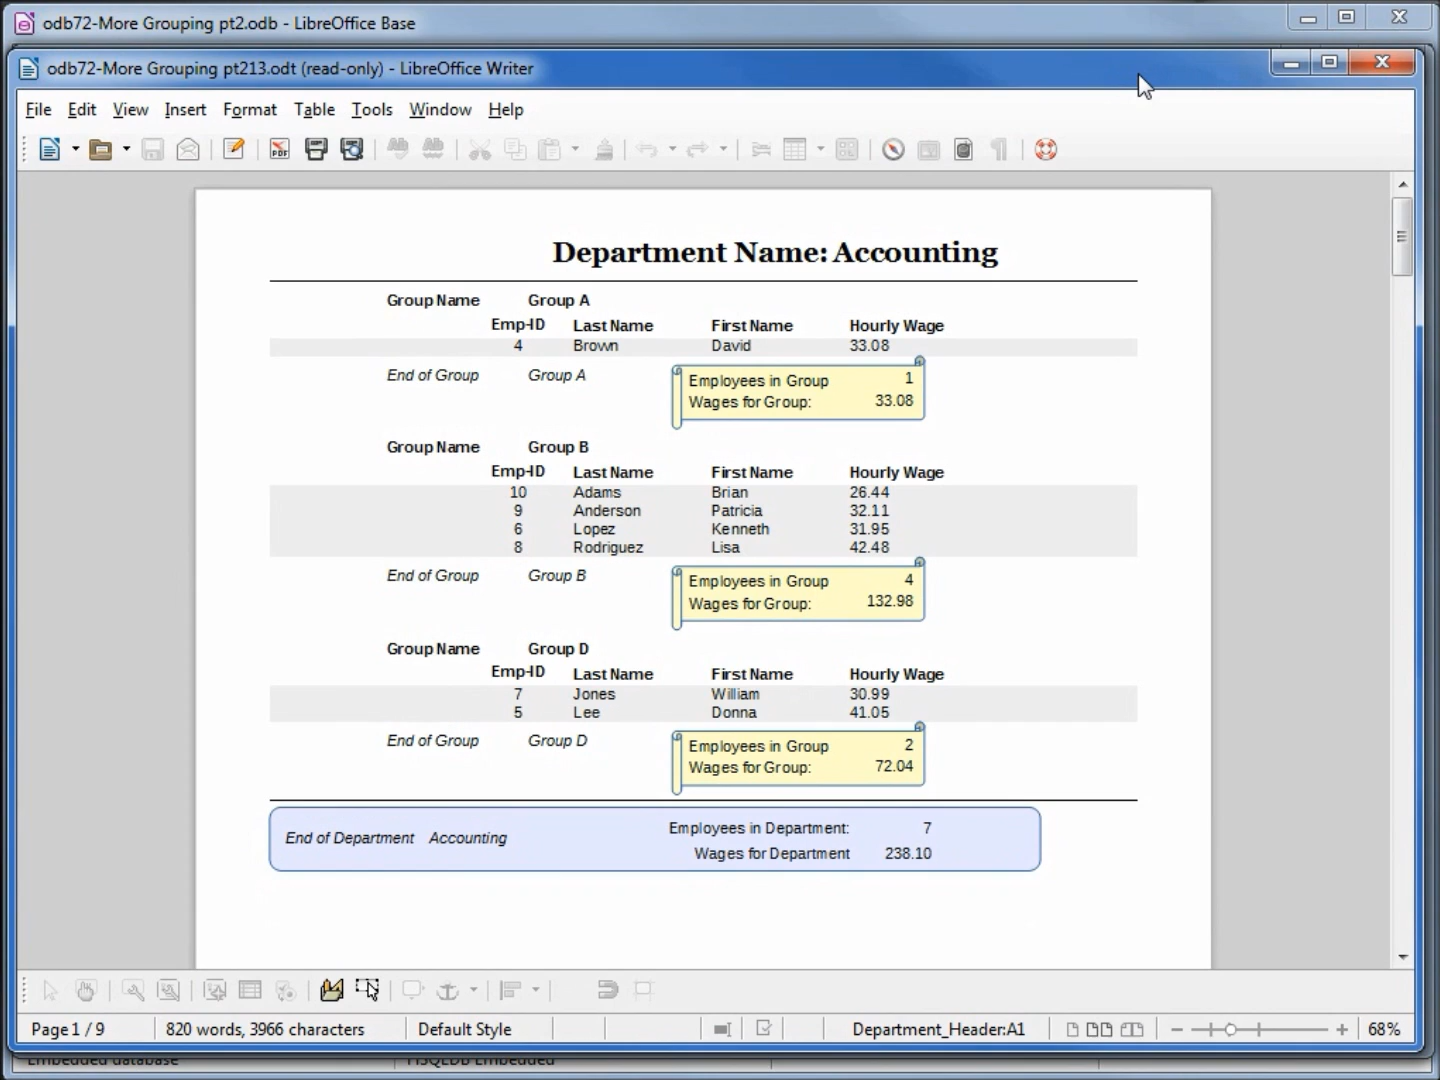 odb72-More Grouping pt2.odb - LibreOffice Base
odb72-More Grouping pt213.odt (read-only) - LibreOffice Writer
File Edit View Insert Format Table Tools Window Help
Department Name: Accounting
Group Name Group A
Emp-ID Last Name First Name Hourly Wage
4 Brown David 33.08
End of Group Group A
Employees in Group 1
Wages for Group: 33.08
Group Name Group B
Emp-ID Last Name First Name Hourly Wage
10 Adams Brian 26.44
9 Anderson Patricia 32.11
6 Lopez Kenneth 31.95
8 Rodriguez Lisa 42.48
End of Group Group B
Employees in Group 4
Wages for Group: 132.98
Group Name Group D
Emp-ID Last Name First Name Hourly Wage
7 Jones William 30.99
5 Lee Donna 41.05
End of Group Group D
Employees in Group 2
Wages for Group: 72.04
End of Department Accounting
Employees in Department: 7
Wages for Department 238.10
Page 1 / 9 820 words, 3966 characters Default Style Department_Header:A1 68%
Embedded database HSQLDB Embedded